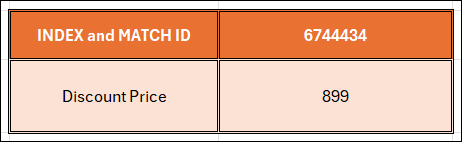 INDEX and MATCH ID 6744434
Discount Price 899